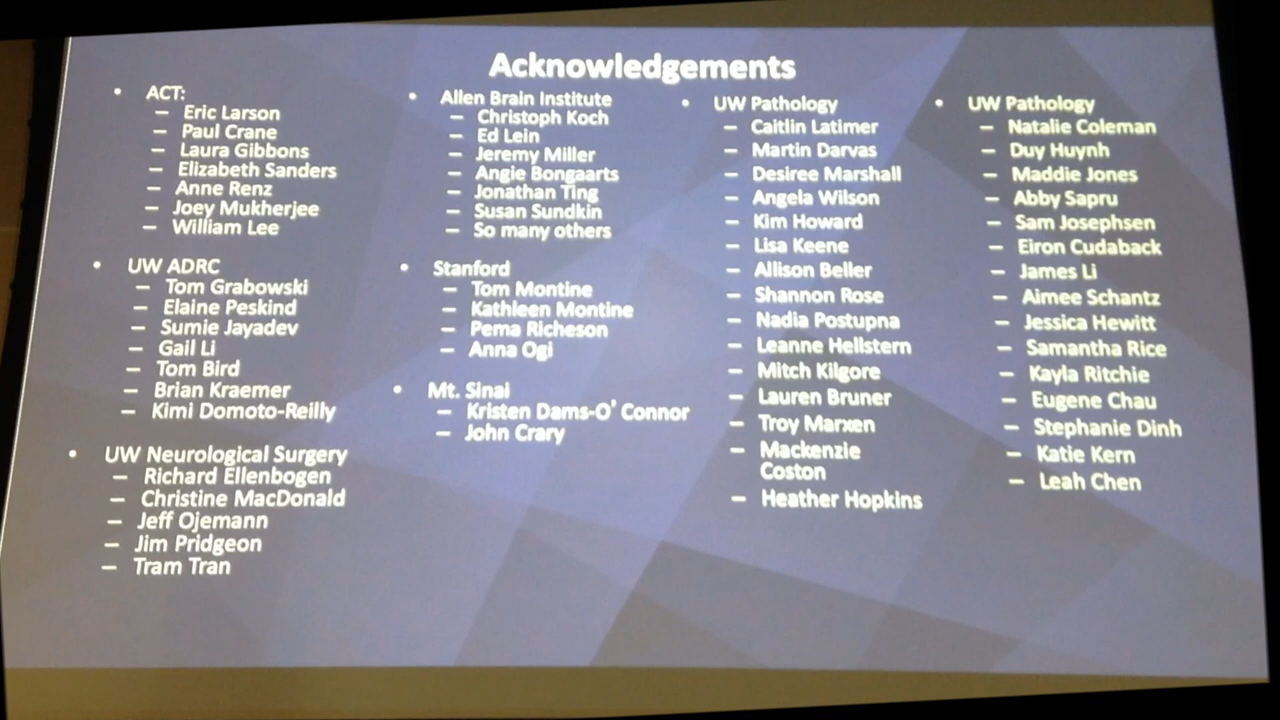 Acknowledgements
• ACT:
– Eric Larson
– Paul Crane
– Laura Gibbons
– Elizabeth Sanders
– Anne Renz
– Joey Mukherjee
– William Lee
• UW ADRC
– Tom Grabowski
– Elaine Peskind
– Sumie Jayadev
– Gail Li
– Tom Bird
– Brian Kraemer
– Kimi Domoto-Reilly
• UW Neurological Surgery
– Richard Ellenbogen
– Christine MacDonald
– Jeff Ojemann
– Jim Pridgeon
– Tram Tran
• Allen Brain Institute
– Christoph Koch
– Ed Lein
– Jeremy Miller
– Angie Bongaarts
– Jonathan Ting
– Susan Sundkin
– So many others
• Stanford
– Tom Montine
– Kathleen Montine
– Pema Richeson
– Anna Ogi
• Mt. Sinai
– Kristen Dams-O’ Connor
– John Crary
• UW Pathology
– Caitlin Latimer
– Martin Darvas
– Desiree Marshall
– Angela Wilson
– Kim Howard
– Lisa Keene
– Allison Beller
– Shannon Rose
– Nadia Postupna
– Leanne Hellstern
– Mitch Kilgore
– Lauren Bruner
– Troy Marxen
– Mackenzie
Coston
– Heather Hopkins
• UW Pathology
– Natalie Coleman
– Duy Huynh
– Maddie Jones
– Abby Sapru
– Sam Josephsen
– Eiron Cudaback
– James Li
– Aimee Schantz
– Jessica Hewitt
– Samantha Rice
– Kayla Ritchie
– Eugene Chau
– Stephanie Dinh
– Katie Kern
– Leah Chen